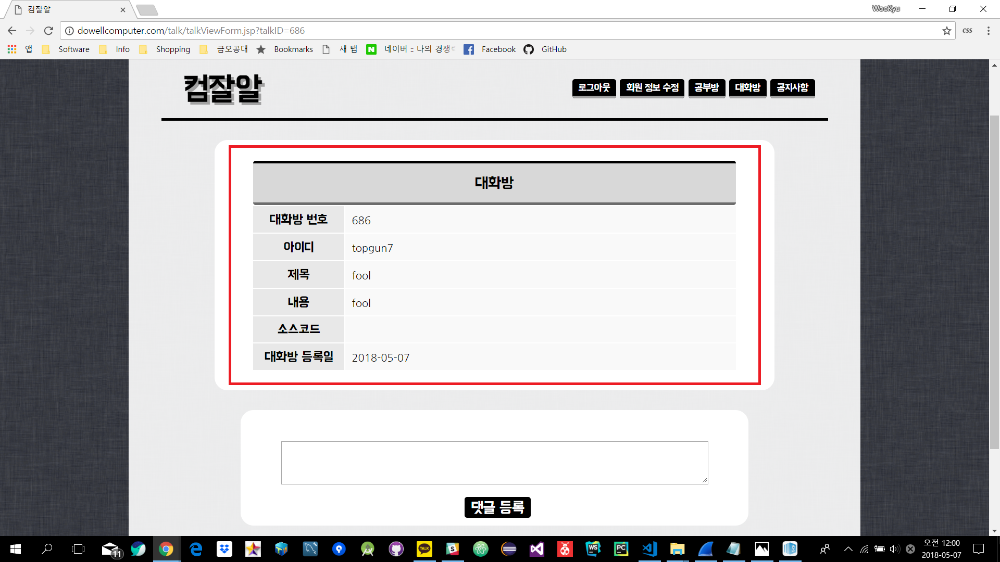 컴잘알
WooKyu
dowellcomputer.com/talk/talkViewForm.jsp?talkID=686
css
앱 Software Info Shopping 금오공대 Bookmarks 새 탭 네이버 :: 나의 경쟁력 Facebook GitHub
컴잘알
로그아웃 회원 정보 수정 공부방 대화방 공지사항
대화방
대화방 번호 686
아이디 topgun7
제목 fool
내용 fool
소스코드
대화방 등록일 2018-05-07
댓글 등록
11
TALK
S
WS
PC
오전 12:00
2018-05-07